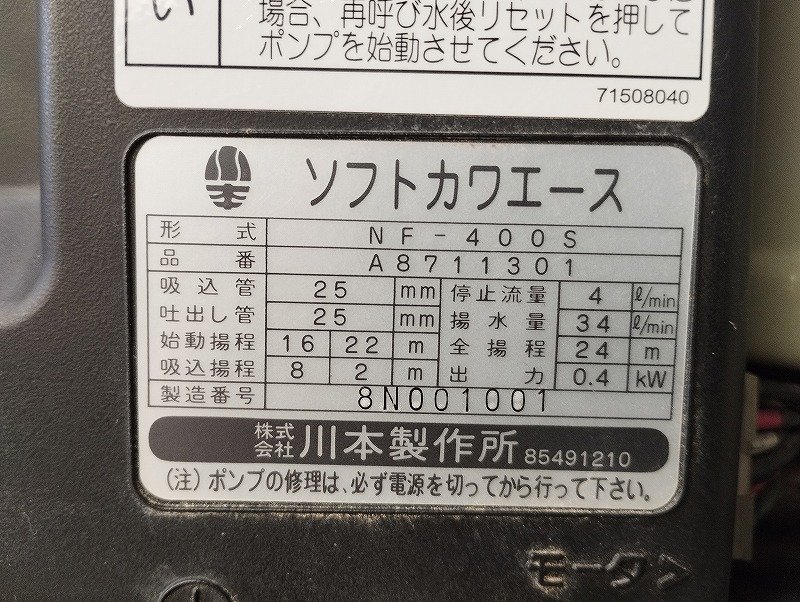 い
場合、再呼び水後リセットを押して
ポンプを始動させてください。
71508040
ソフトカワエース
形式 NF-400S
品番 A8711301
吸込管 25 mm 停止流量 4 ℓ/min
吐出し管 25 mm 揚水量 34 ℓ/min
始動揚程 16 22 m 全揚程 24 m
吸込揚程 8 2 m 出力 0.4 kW
製造番号 8N001001
株式会社 川本製作所 85491210
(注) ポンプの修理は、必ず電源を切ってから行って下さい。
モータ